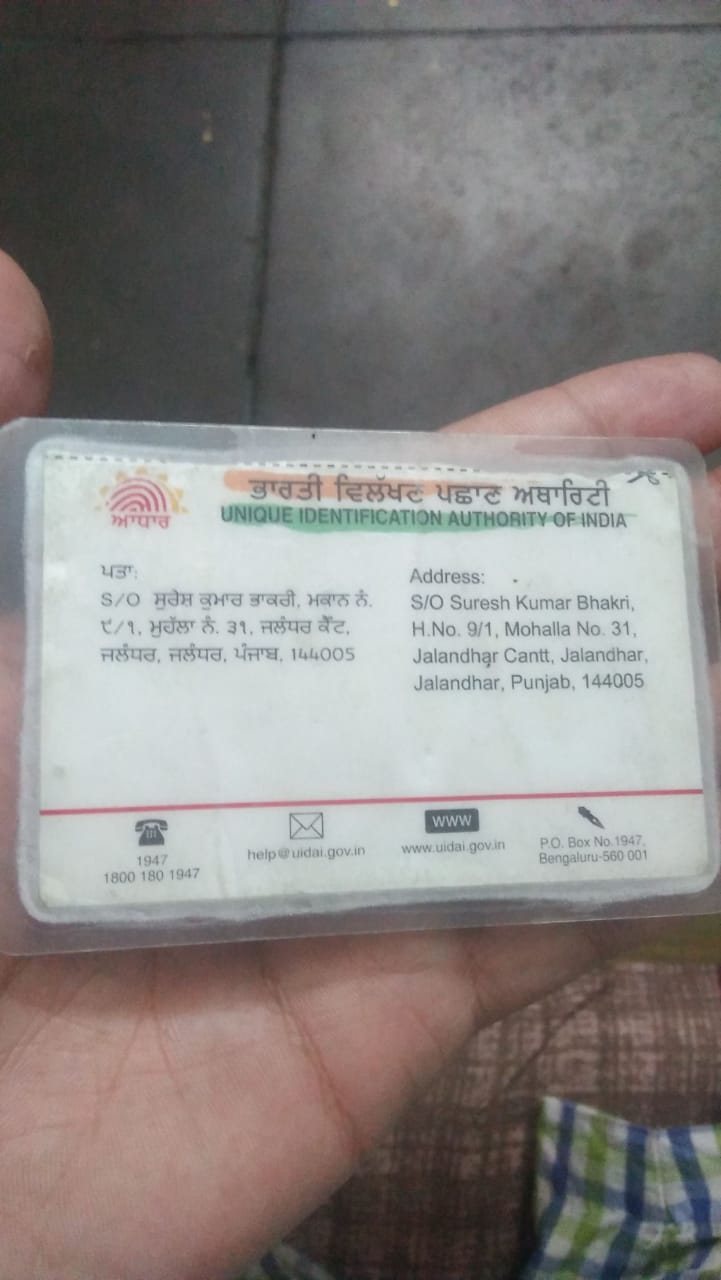 ਭਾਰਤੀ ਵਿਲੱਖਣ ਪਛਾਣ ਅਥਾਰਿਟੀ
UNIQUE IDENTIFICATION AUTHORITY OF INDIA
ਆਧਾਰ
ਪਤਾ:
S/O ਸੁਰੇਸ਼ ਕੁਮਾਰ ਭਾਕਰੀ, ਮਕਾਨ ਨੰ.
੯/੧, ਮੁਹੱਲਾ ਨੰ. ੩੧, ਜਲੰਧਰ ਕੈਂਟ,
ਜਲੰਧਰ, ਜਲੰਧਰ, ਪੰਜਾਬ, 144005
Address:
S/O Suresh Kumar Bhakri,
H.No. 9/1, Mohalla No. 31,
Jalandhar Cantt, Jalandhar,
Jalandhar, Punjab, 144005
1947
1800 180 1947
help@uidai.gov.in
WWW
www.uidai.gov.in
P.O. Box No.1947,
Bengaluru-560 001